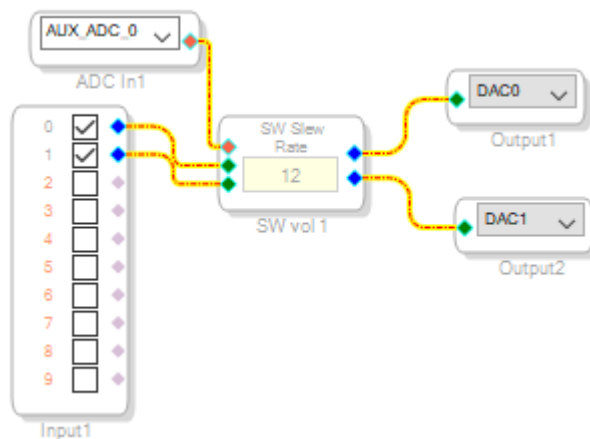 AUX_ADC_0
ADC In1
0
1
2
3
4
5
6
7
8
9
Input1
SW Slew
Rate
12
SW vol 1
DAC0
Output1
DAC1
Output2